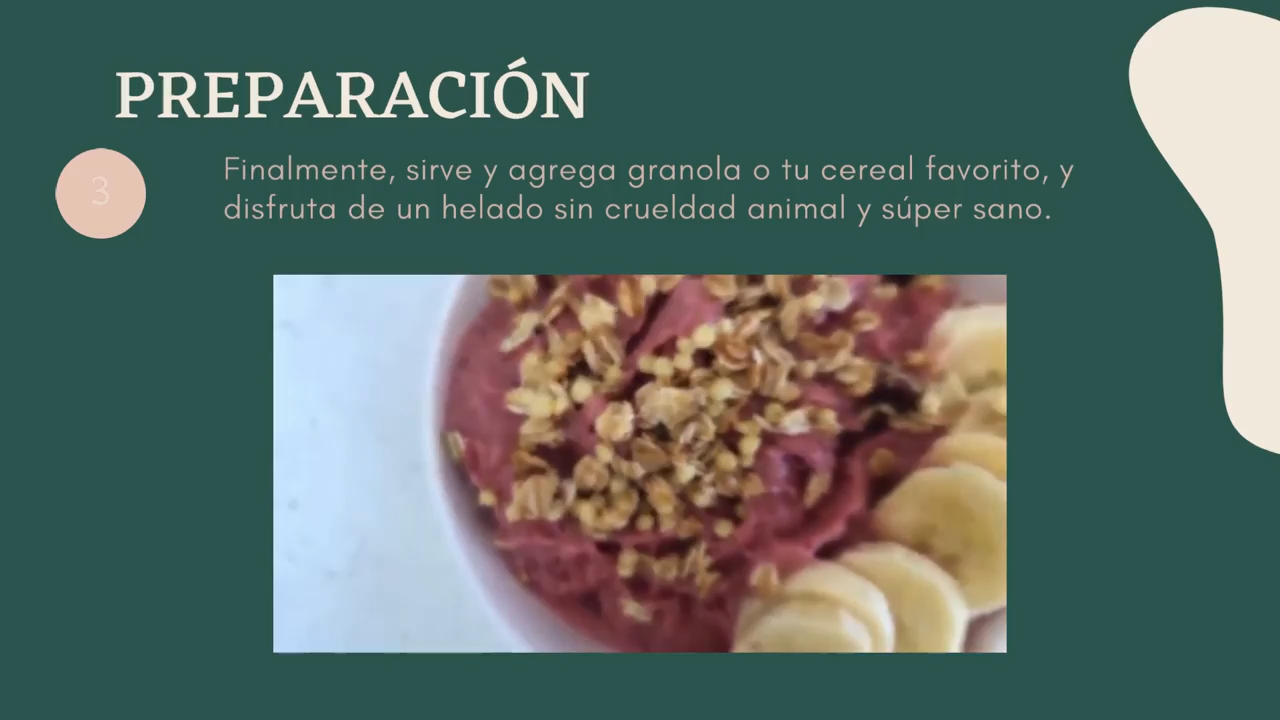 PREPARACIÓN
3
Finalmente, sirve y agrega granola o tu cereal favorito, y
disfruta de un helado sin crueldad animal y súper sano.